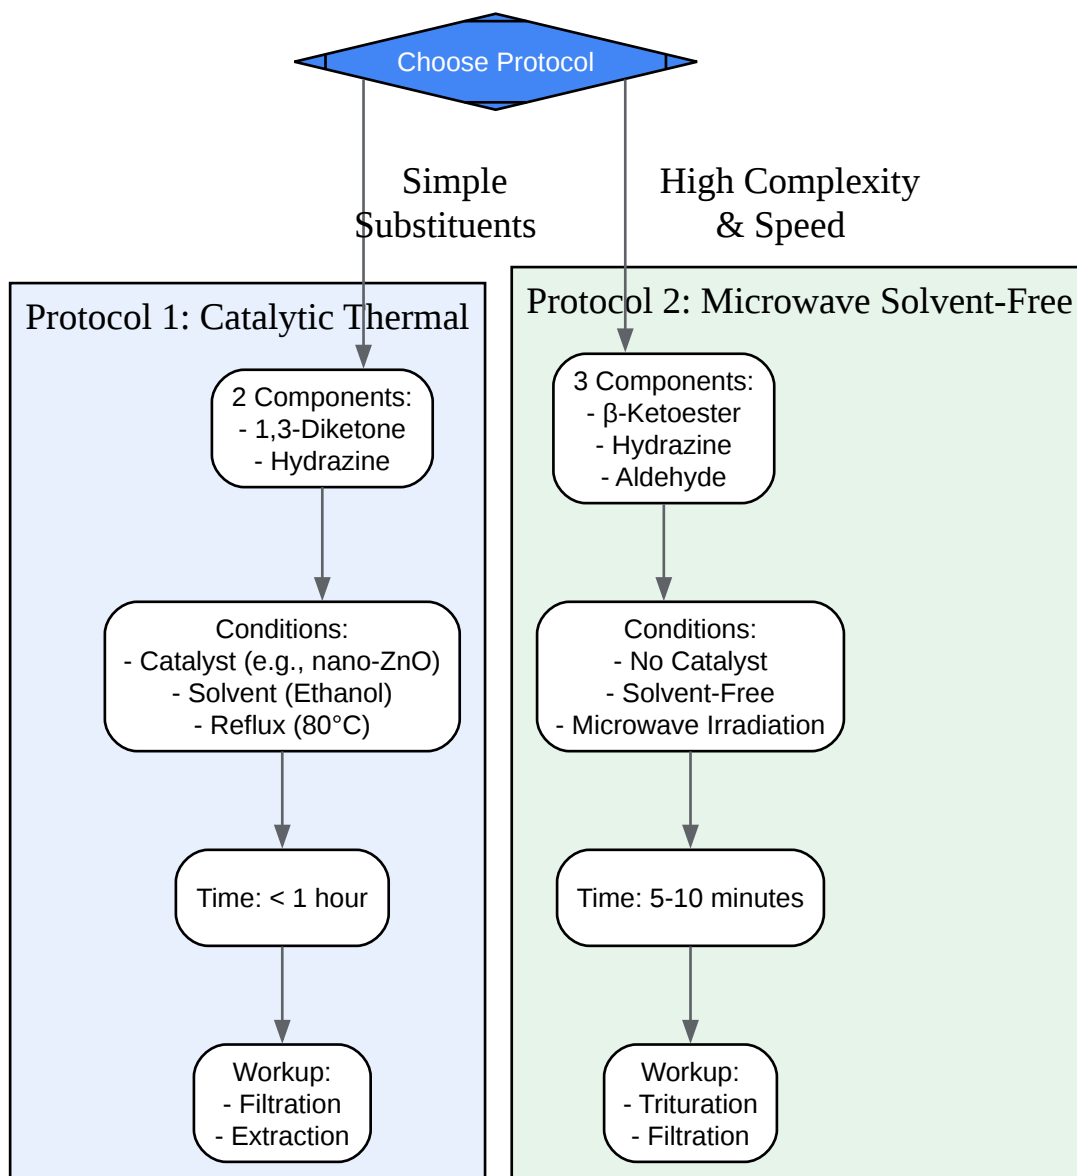 Choose Protocol
Simple
Substituents
High Complexity
& Speed
Protocol 1: Catalytic Thermal
2 Components:
- 1,3-Diketone
- Hydrazine
Conditions:
- Catalyst (e.g., nano-ZnO)
- Solvent (Ethanol)
- Reflux (80°C)
Time: < 1 hour
Workup:
- Filtration
- Extraction
Protocol 2: Microwave Solvent-Free
3 Components:
- β-Ketoester
- Hydrazine
- Aldehyde
Conditions:
- No Catalyst
- Solvent-Free
- Microwave Irradiation
Time: 5-10 minutes
Workup:
- Trituration
- Filtration